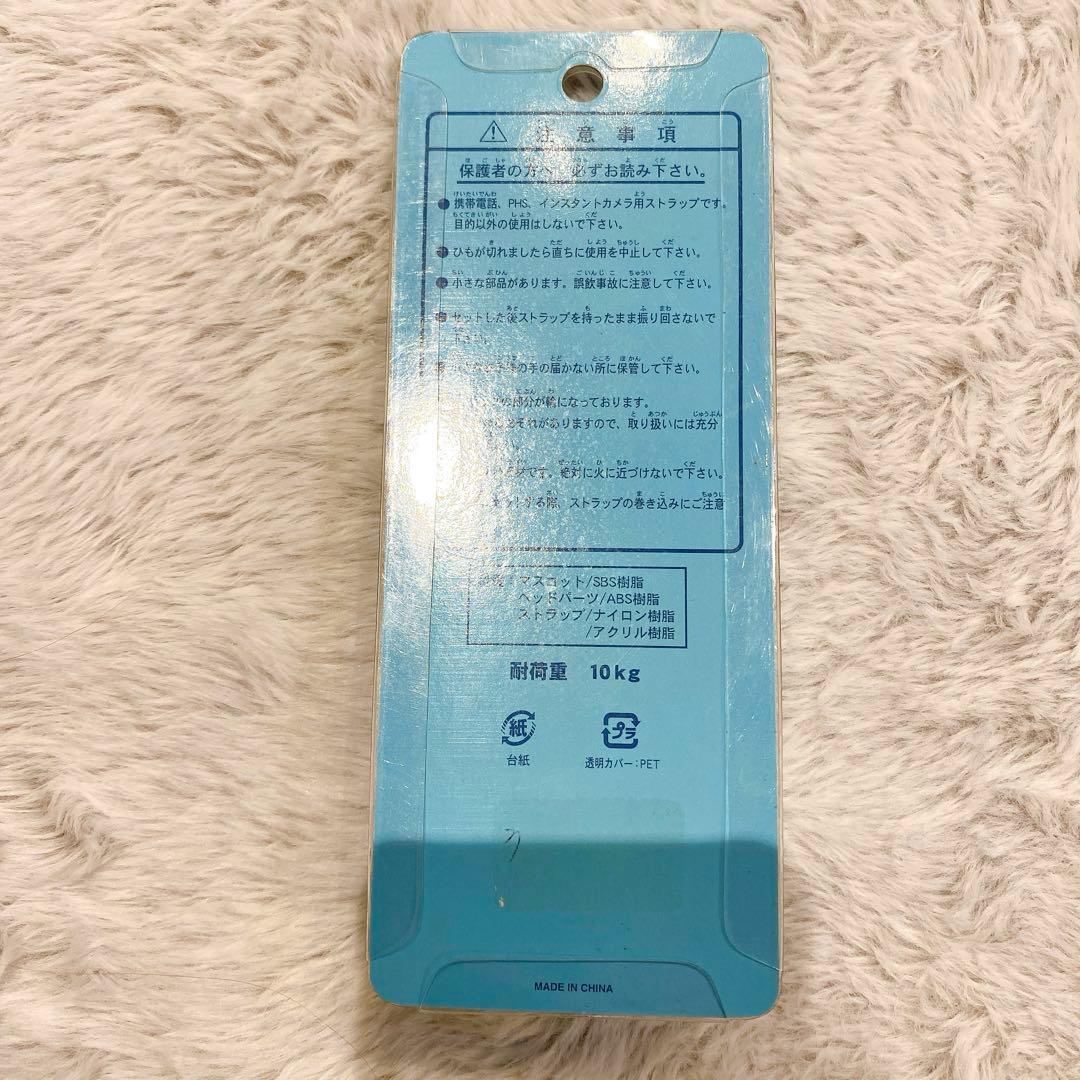 注意事項
保護者の方へ 必ずお読み下さい。
●携帯電話、PHS、インスタントカメラ用ストラップです。
目的以外の使用はしないで下さい。
●ひもが切れましたら直ちに使用を中止して下さい。
●小さな部品があります。誤飲事故に注意して下さい。
●セットした後ストラップを持ったまま振り回さないで
下さい。
の手の届かない所に保管して下さい。
の部分が輪になっております。
それがありますので、取り扱いには充分
です。絶対に火に近づけないで下さい。
する際、ストラップの巻き込みにご注意
マスコット/SBS樹脂
ヘッドパーツ/ABS樹脂
ストラップ/ナイロン樹脂
/アクリル樹脂
耐荷重 10kg
紙 プラ
台紙 透明カバー:PET
MADE IN CHINA